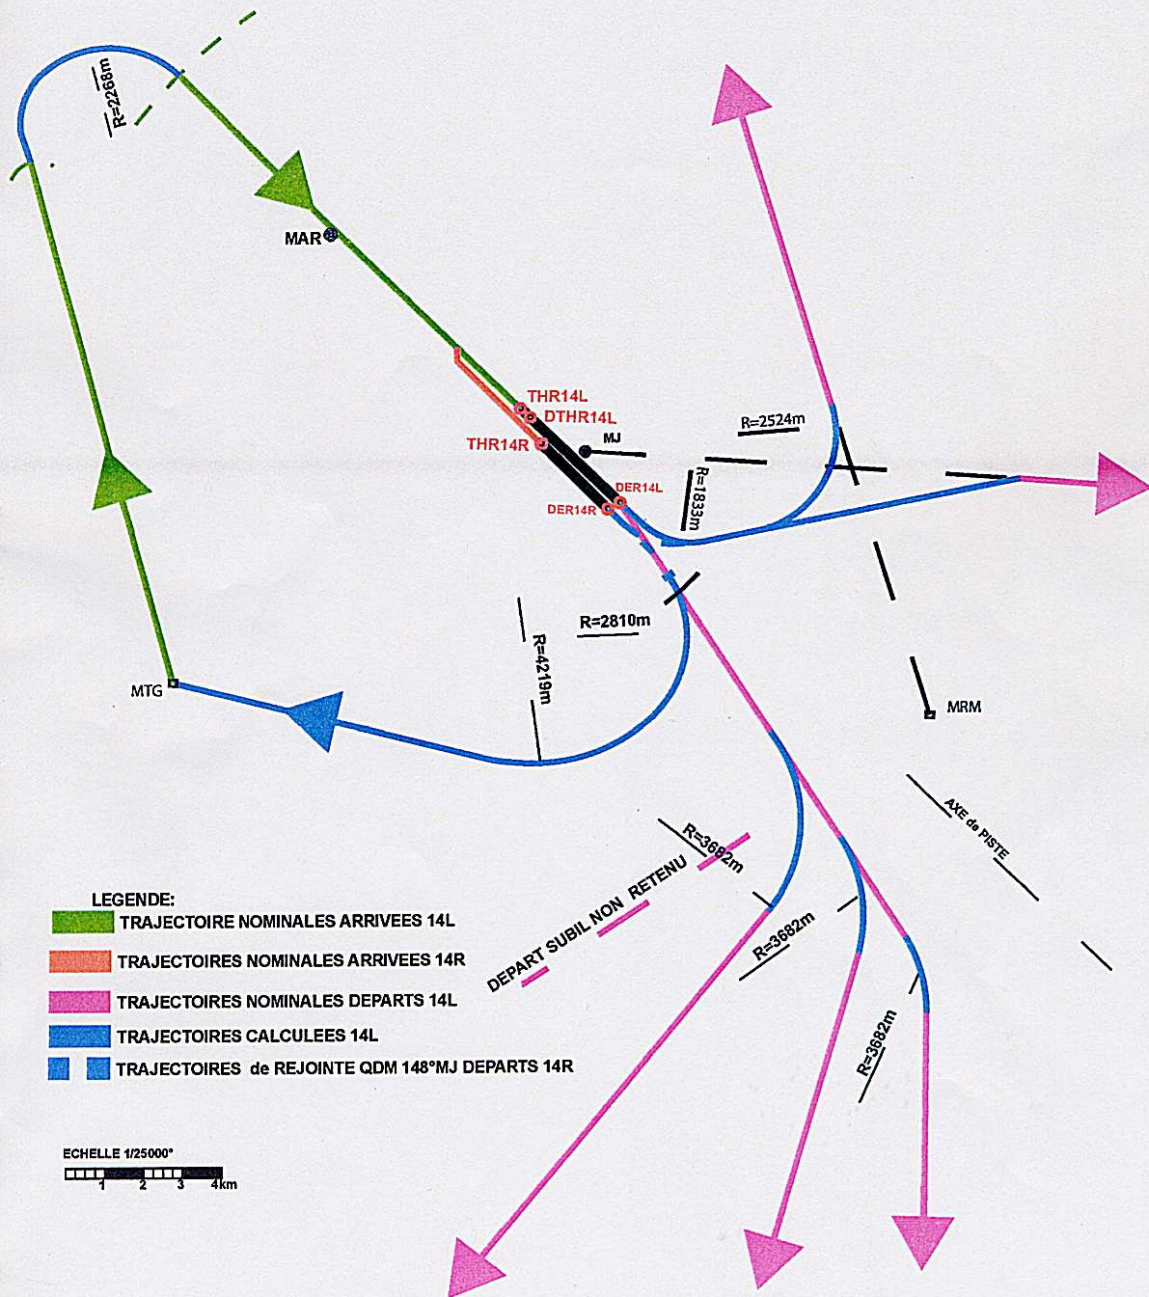 R=2268m
MAR
THR14L
DTHR14L
THR14R
MJ
R=2524m
R=1833m
DER14L
DER14R
R=2810m
R=4219m
MTG
MRM
AXE de PISTE
R=3682m
DEPART SUBIL NON RETENU
R=3682m
R=3682m
LEGENDE:
TRAJECTOIRE NOMINALES ARRIVEES 14L
TRAJECTOIRES NOMINALES ARRIVEES 14R
TRAJECTOIRES NOMINALES DEPARTS 14L
TRAJECTOIRES CALCULEES 14L
TRAJECTOIRES de REJOINTE QDM 148°MJ DEPARTS 14R
ECHELLE 1/25000°
1 2 3 4km